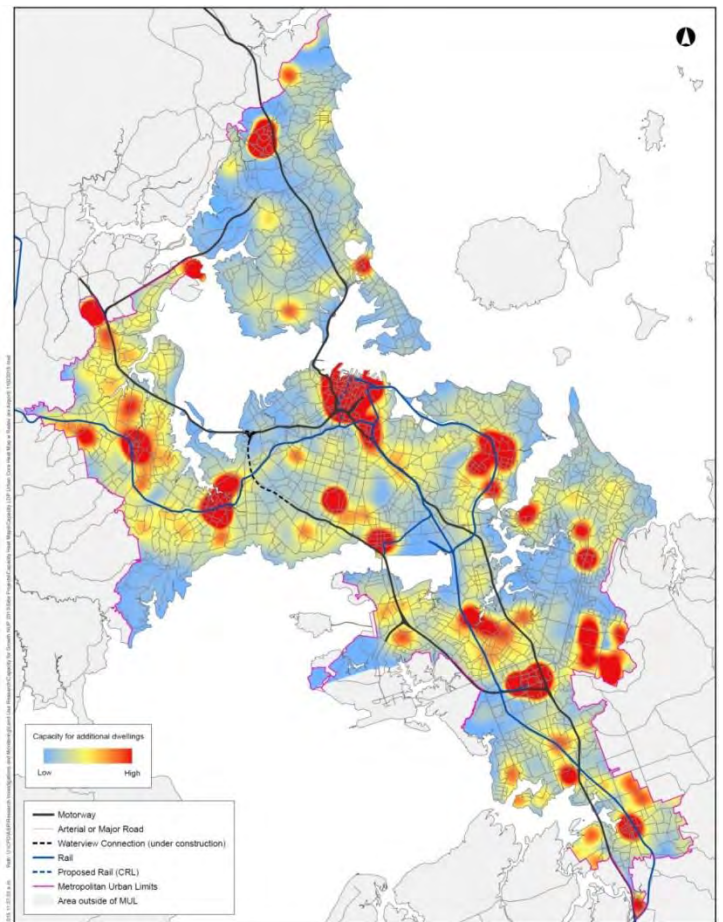 Capacity for additional dwellings
Low
High
Motorway
Arterial or Major Road
Waterview Connection (under construction)
Rail
Proposed Rail (CRL)
Metropolitan Urban Limits
Area outside of MUL